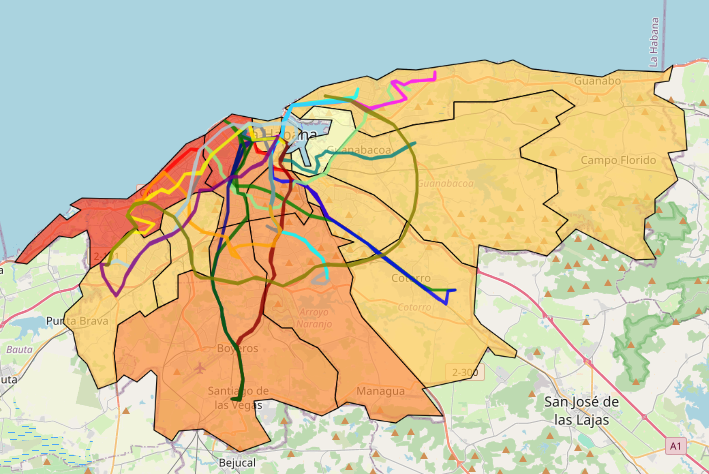 La Habana
Guanabo
La Habana
Guanabacoa
Campo Florido
Guanabacoa
Cotorro
Cotorro
Punta Brava
Bauta
Arroyo
Naranjo
Boyeros
2-300
Santiago de
las Vegas
Managua
San José de
las Lajas
A1
Bejucal